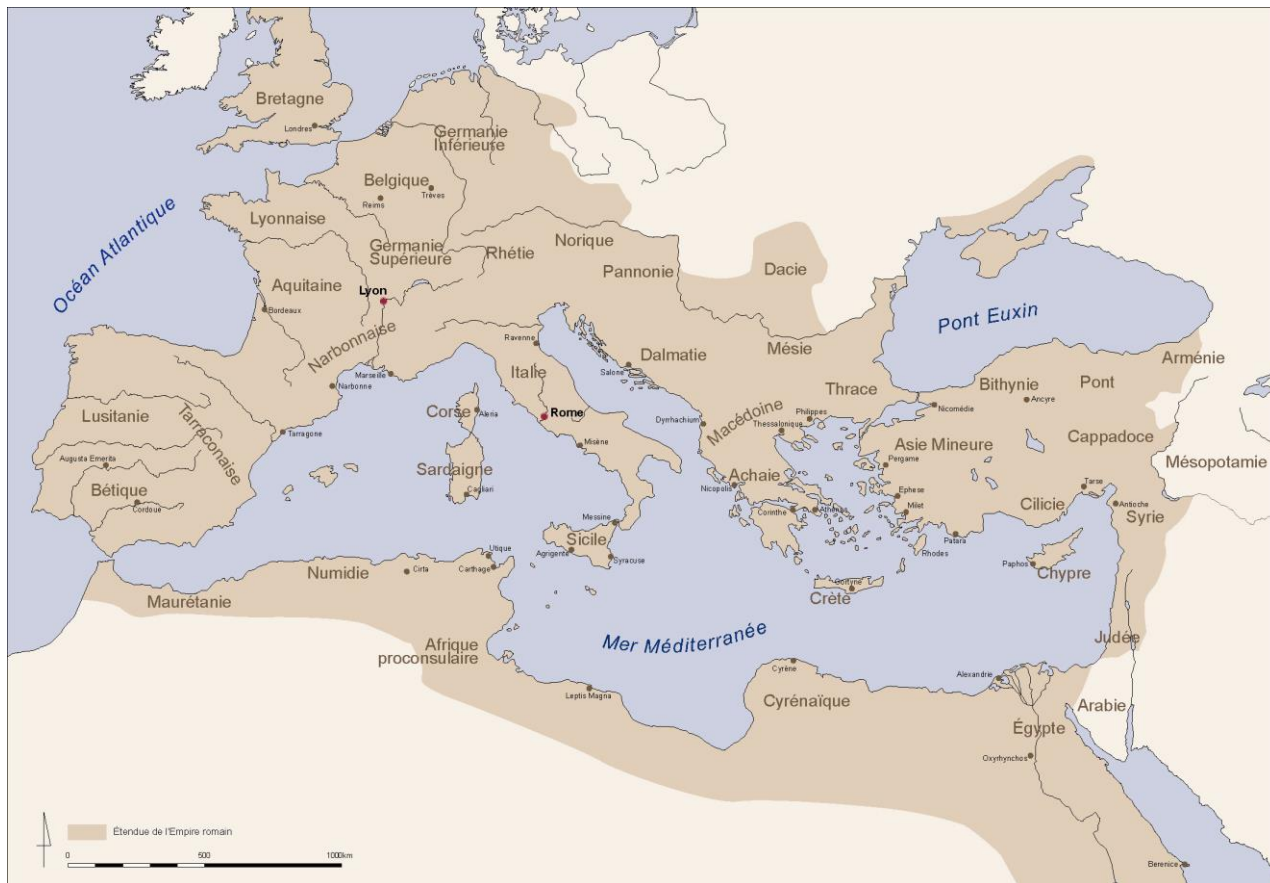 Bretagne
Londres
Germanie
Inférieure
Belgique
Trèves
Reims
Océan Atlantique
Lyonnaise
Germanie
Supérieure
Rhétie
Norique
Pannonie
Dacie
Aquitaine
Lyon
Bordeaux
Narbonnaise
Pont Euxin
Ravenne
Dalmatie
Mésie
Arménie
Marseille
Italie
Salone
Thrace
Bithynie
Pont
Narbonne
Corse
Aleria
Rome
Nicomédie
Ancyre
Lusitanie
Tarraconaise
Tarragone
Dyrrhachium
Macédoine
Philippes
Thessalonique
Misène
Asie Mineure
Cappadoce
Augusta Emerita
Sardaigne
Pergame
Mésopotamie
Bétique
Cagliari
Achaie
Nicopolis
Ephese
Tarse
Cordoue
Corinthe
Athènes
Milet
Cilicie
Antioche
Syrie
Messine
Sicile
Patara
Utique
Agrigente
Syracuse
Rhodes
Numidie
Cirta
Carthage
Paphos
Chypre
Gortyne
Crète
Maurétanie
Mer Méditerranée
Judée
Afrique
proconsulaire
Cyrène
Alexandrie
Leptis Magna
Cyrénaïque
Arabie
Égypte
Oxyrhynchos
Étendue de l'Empire romain
0 500 1000km
Berenice